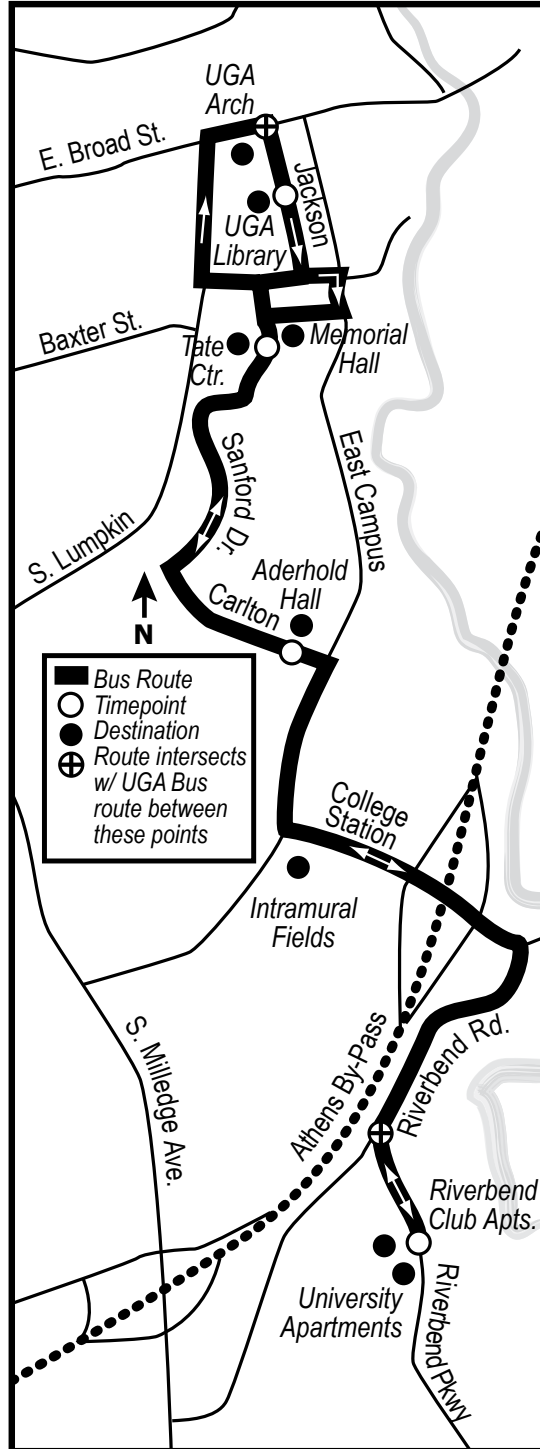 UGA
Arch
E. Broad St.
Jackson
UGA
Library
Baxter St.
Tate
Ctr.
Memorial
Hall
Sanford Dr.
East Campus
S. Lumpkin
Aderhold
Hall
Carlton
N
Bus Route
Timepoint
Destination
Route intersects
w/ UGA Bus
route between
these points
College
Station
Intramural
Fields
S. Milledge Ave.
Athens By-Pass
Riverbend Rd.
Riverbend
Club Apts.
University
Apartments
Riverbend Pkwy